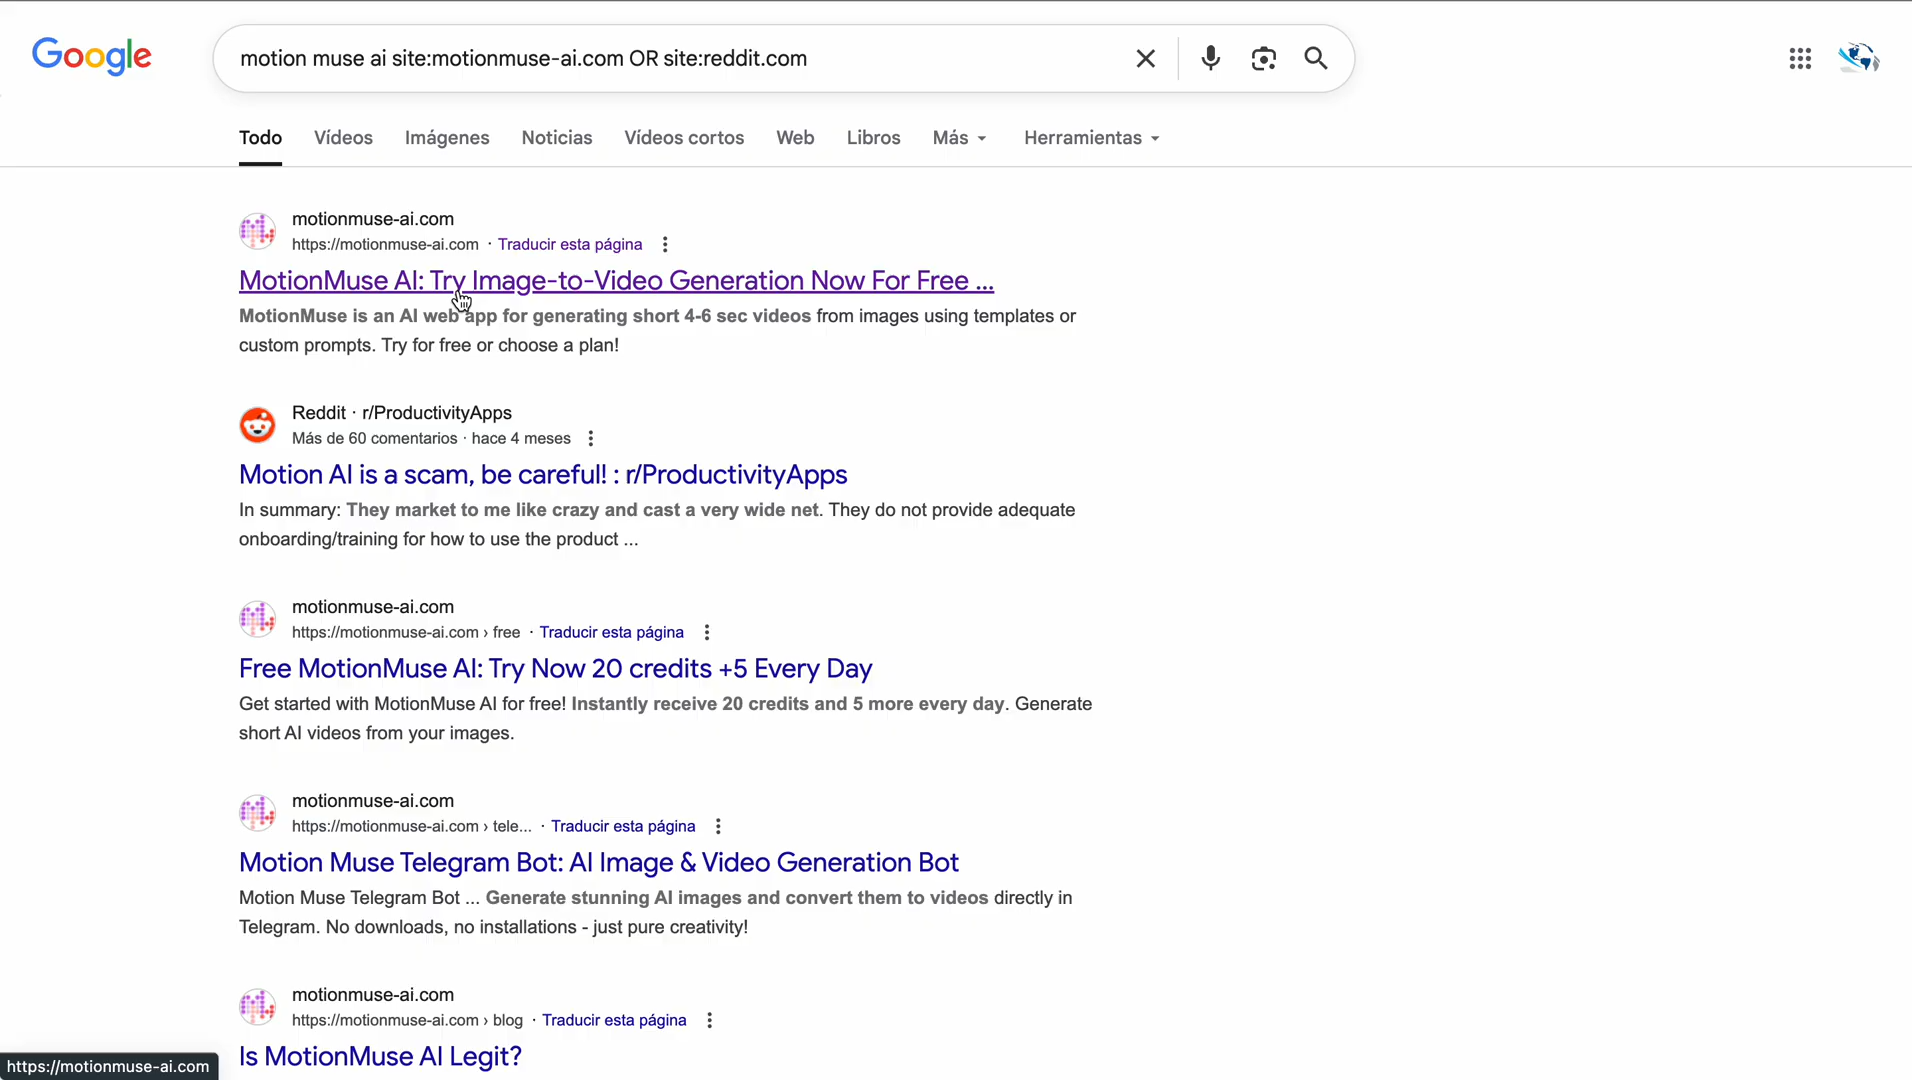 Google
motion muse ai site:motionmuse-ai.com OR site:reddit.com
Todo Vídeos Imágenes Noticias Vídeos cortos Web Libros Más Herramientas
motionmuse-ai.com
https://motionmuse-ai.com · Traducir esta página
MotionMuse AI: Try Image-to-Video Generation Now For Free ...
MotionMuse is an AI web app for generating short 4-6 sec videos from images using templates or
custom prompts. Try for free or choose a plan!
Reddit · r/ProductivityApps
Más de 60 comentarios · hace 4 meses
Motion AI is a scam, be careful! : r/ProductivityApps
In summary: They market to me like crazy and cast a very wide net. They do not provide adequate
onboarding/training for how to use the product ...
motionmuse-ai.com
https://motionmuse-ai.com › free · Traducir esta página
Free MotionMuse AI: Try Now 20 credits +5 Every Day
Get started with MotionMuse AI for free! Instantly receive 20 credits and 5 more every day. Generate
short AI videos from your images.
motionmuse-ai.com
https://motionmuse-ai.com › tele... · Traducir esta página
Motion Muse Telegram Bot: AI Image & Video Generation Bot
Motion Muse Telegram Bot ... Generate stunning AI images and convert them to videos directly in
Telegram. No downloads, no installations - just pure creativity!
motionmuse-ai.com
https://motionmuse-ai.com › blog · Traducir esta página
Is MotionMuse AI Legit?
https://motionmuse-ai.com